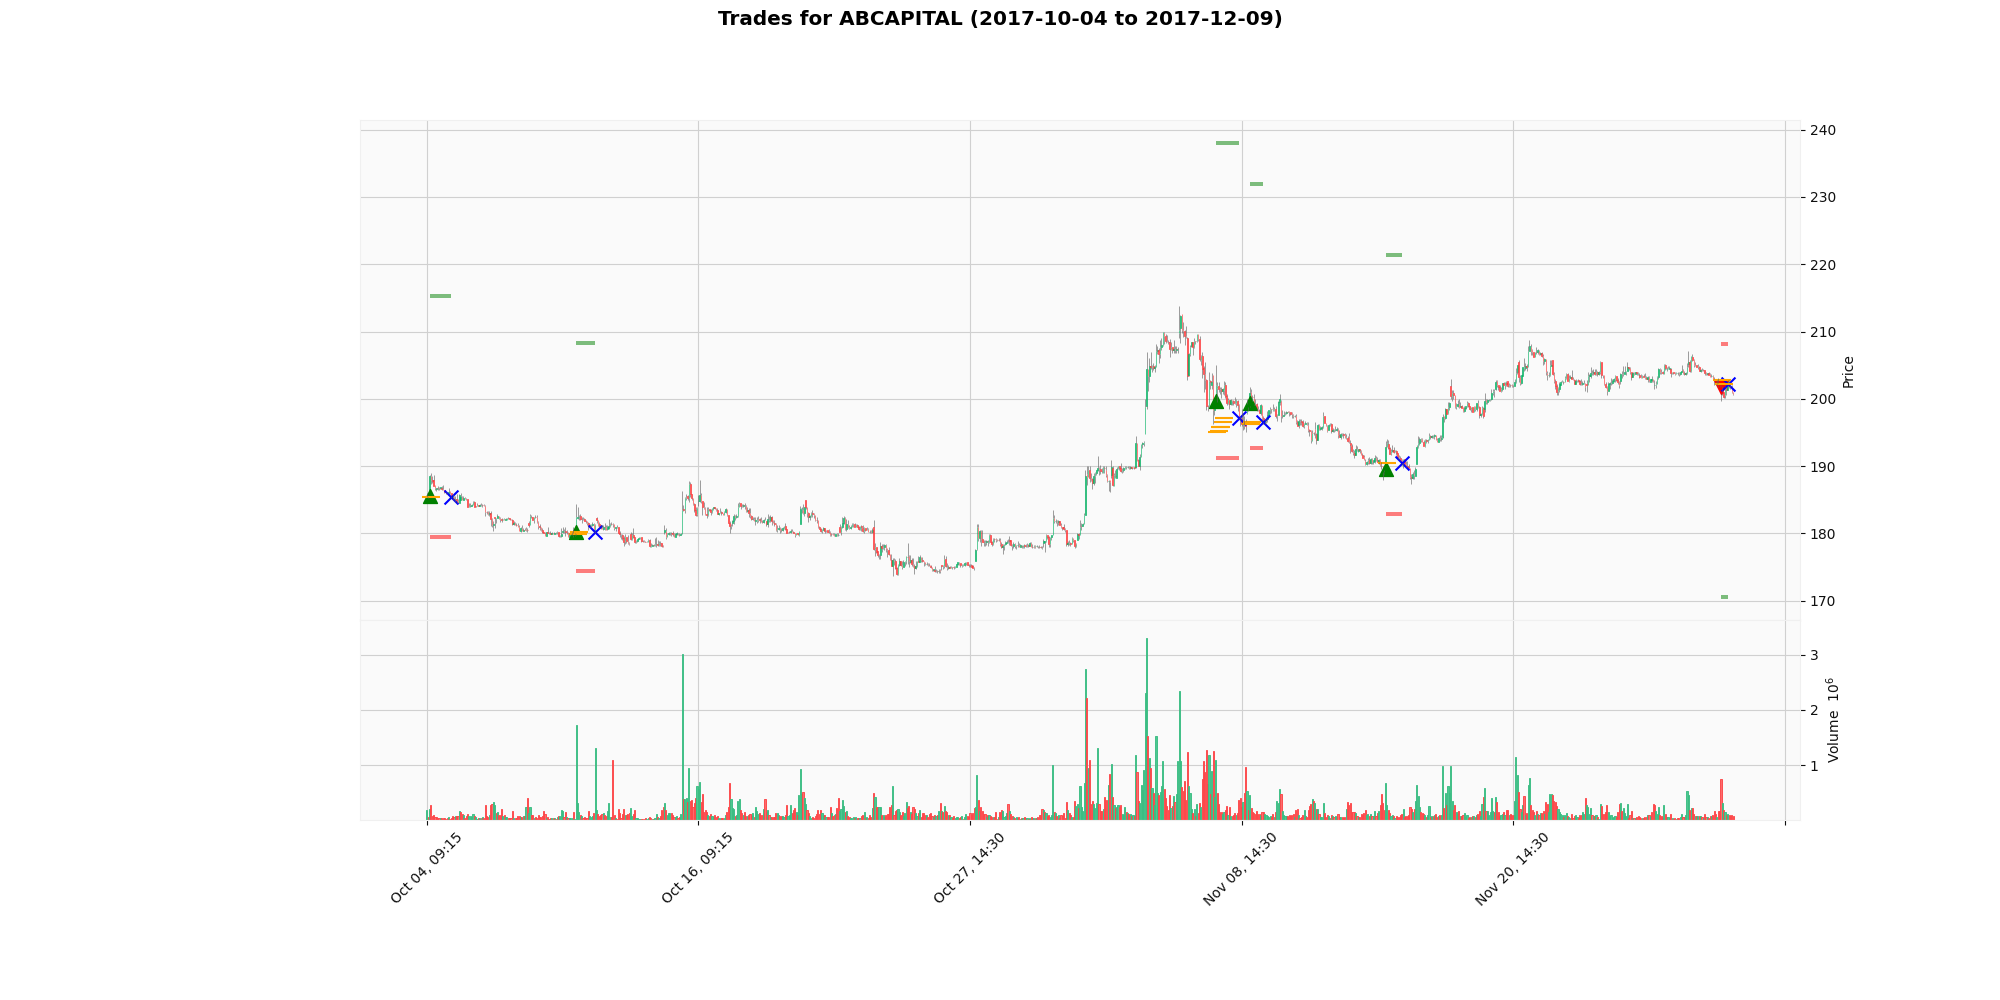 Trades for ABCAPITAL (2017-10-04 to 2017-12-09)
240
230
220
210
200
190
180
170
Price
3
2
1
Volume 10^6
Oct 04, 09:15
Oct 16, 09:15
Oct 27, 14:30
Nov 08, 14:30
Nov 20, 14:30